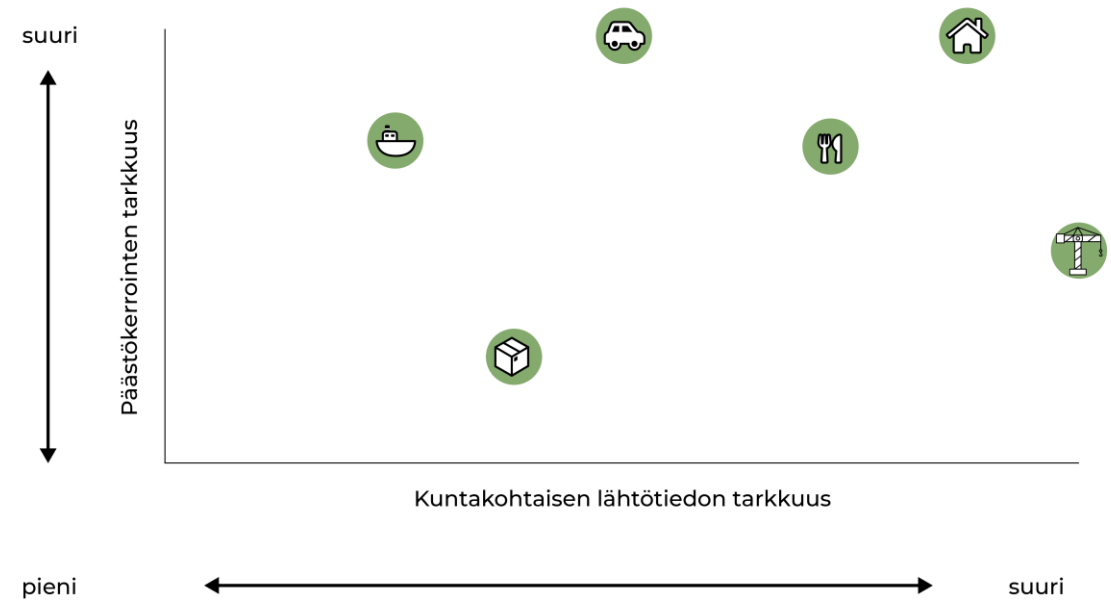 suuri
Päästökerrointen tarkkuus
Kuntakohtaisen lähtötiedon tarkkuus
pieni
suuri